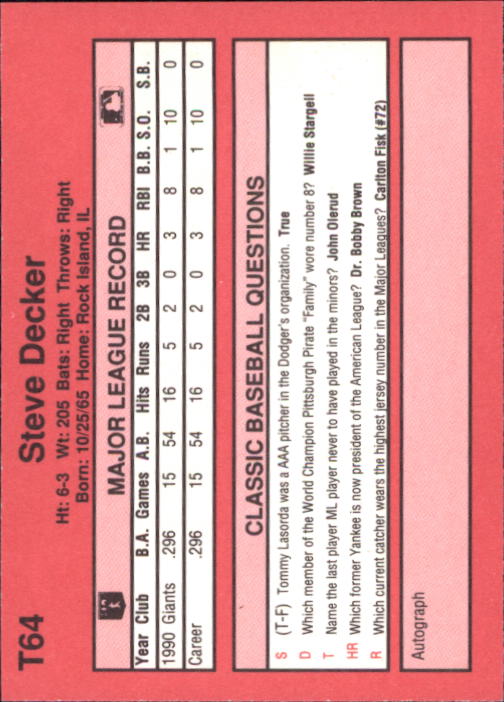 T64 Steve Decker
Ht: 6-3 Wt: 205 Bats: Right Throws: Right
Born: 10/25/65 Home: Rock Island, IL
MAJOR LEAGUE RECORD
Year Club B.A. Games A.B. Hits Runs 2B 3B HR RBI B.B. S.O. S.B.
1990 Giants .296 15 54 16 5 2 0 3 8 1 10 0
Career .296 15 54 16 5 2 0 3 8 1 10 0
CLASSIC BASEBALL QUESTIONS
S (T-F) Tommy Lasorda was a AAA pitcher in the Dodger's organization. True
D Which member of the World Champion Pittsburgh Pirate "Family" wore number 8? Willie Stargell
T Name the last player ML player never to have played in the minors? John Olerud
HR Which former Yankee is now president of the American League? Dr. Bobby Brown
R Which current catcher wears the highest jersey number in the Major Leagues? Carlton Fisk (#72)
Autograph